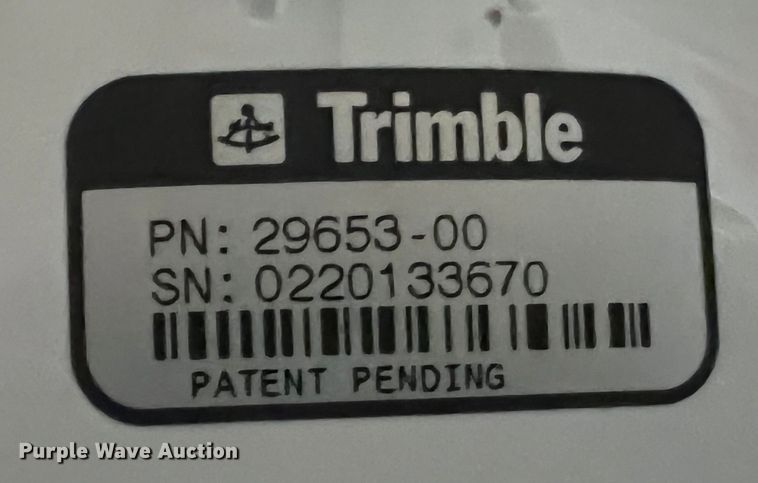 Trimble
PN: 29653-00
SN: 0220133670
PATENT PENDING
Purple Wave Auction